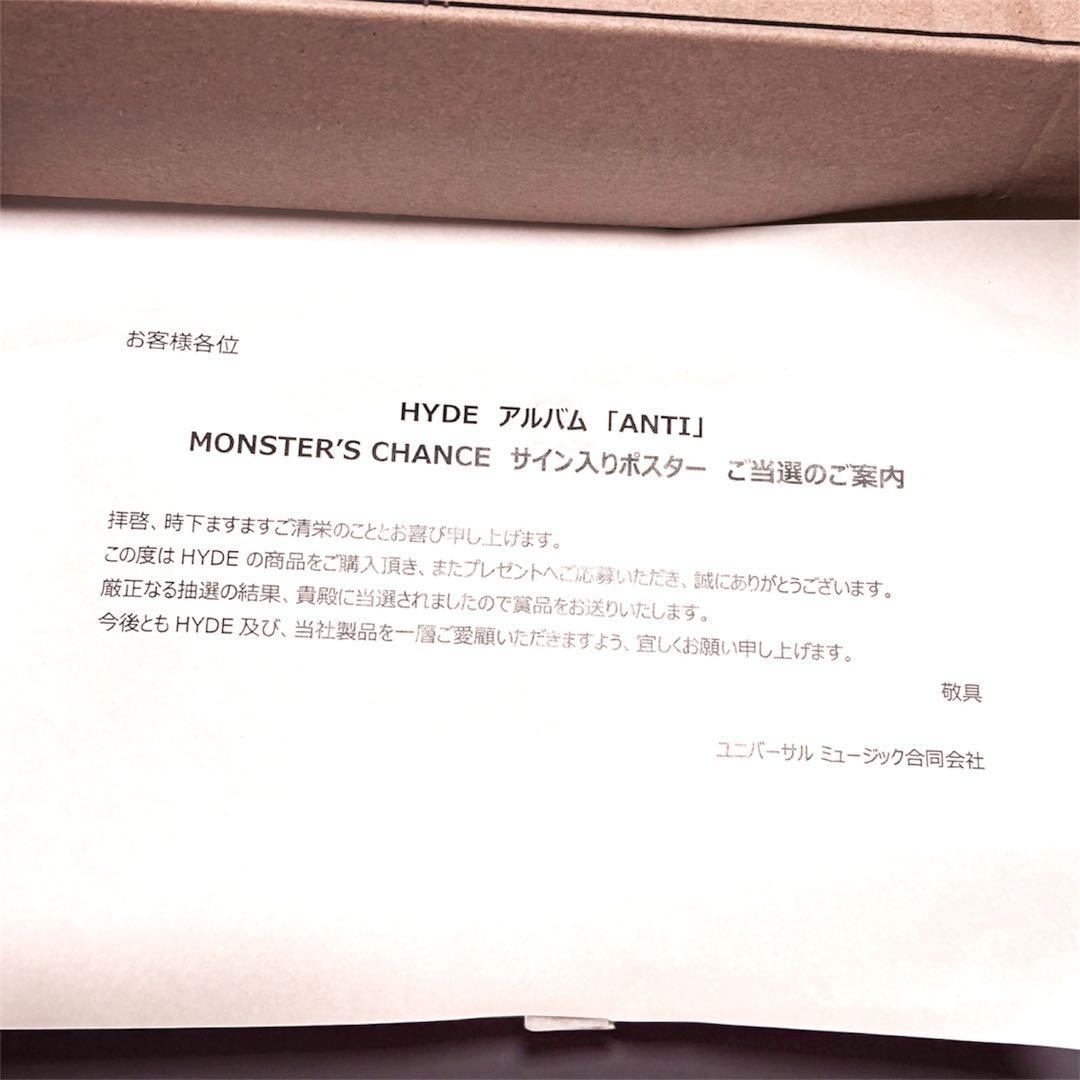 お客様各位
HYDE アルバム「ANTI」
MONSTER'S CHANCE サイン入りポスター ご当選のご案内
拝啓、時下ますますご清栄のこととお喜び申し上げます。
この度は HYDE の商品をご購入頂き、またプレゼントへご応募いただき、誠にありがとうございます。
厳正なる抽選の結果、貴殿に当選されましたので賞品をお送りいたします。
今後とも HYDE 及び、当社製品を一層ご愛顧いただきますよう、宜しくお願い申し上げます。
敬具
ユニバーサル ミュージック合同会社